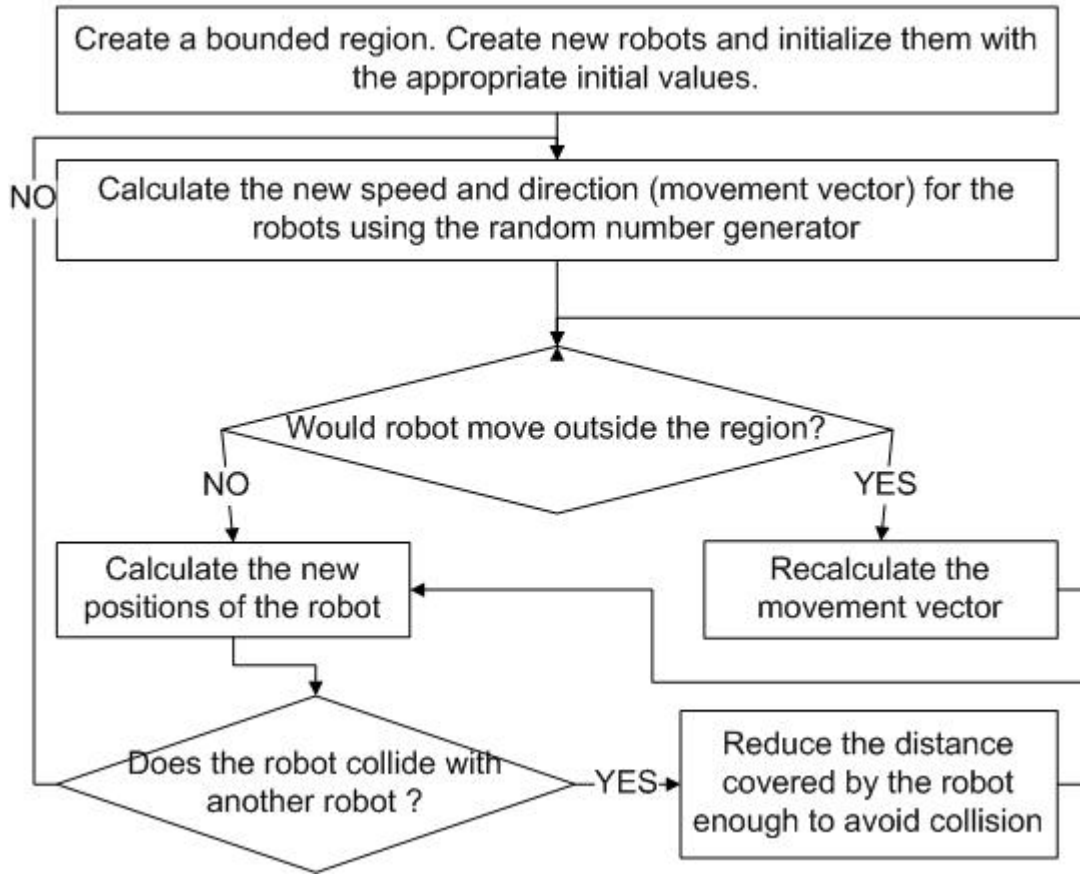 Create a bounded region. Create new robots and initialize them with
the appropriate initial values.
NO
Calculate the new speed and direction (movement vector) for the
robots using the random number generator
Would robot move outside the region?
NO
YES
Calculate the new
positions of the robot
Recalculate the
movement vector
Does the robot collide with
another robot ?
YES
Reduce the distance
covered by the robot
enough to avoid collision